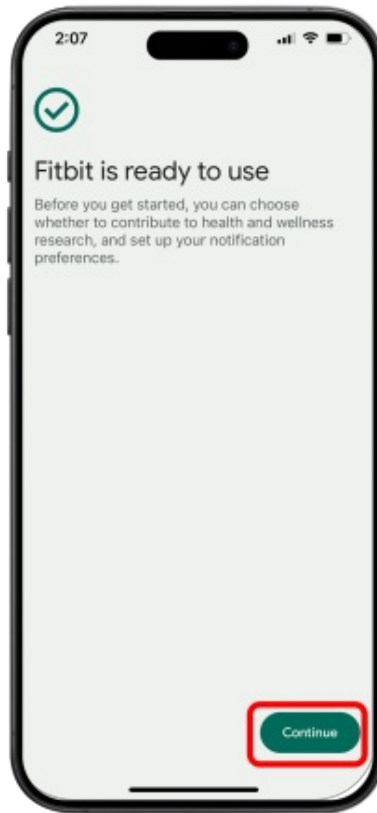 2:07
Fitbit is ready to use
Before you get started, you can choose
whether to contribute to health and wellness
research, and set up your notification
preferences.
Continue